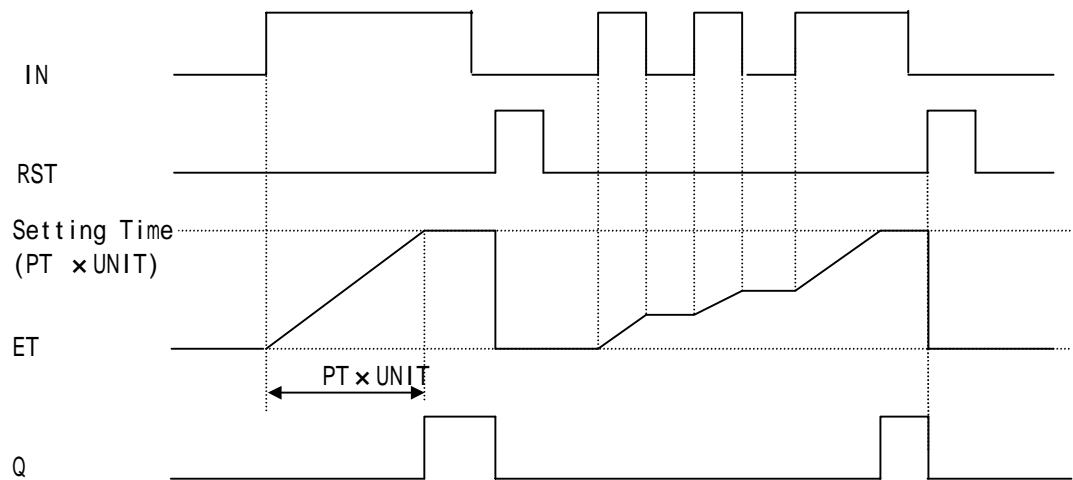 IN
RST
Setting Time
(PT ×UNIT)
ET
PT×UNIT
Q